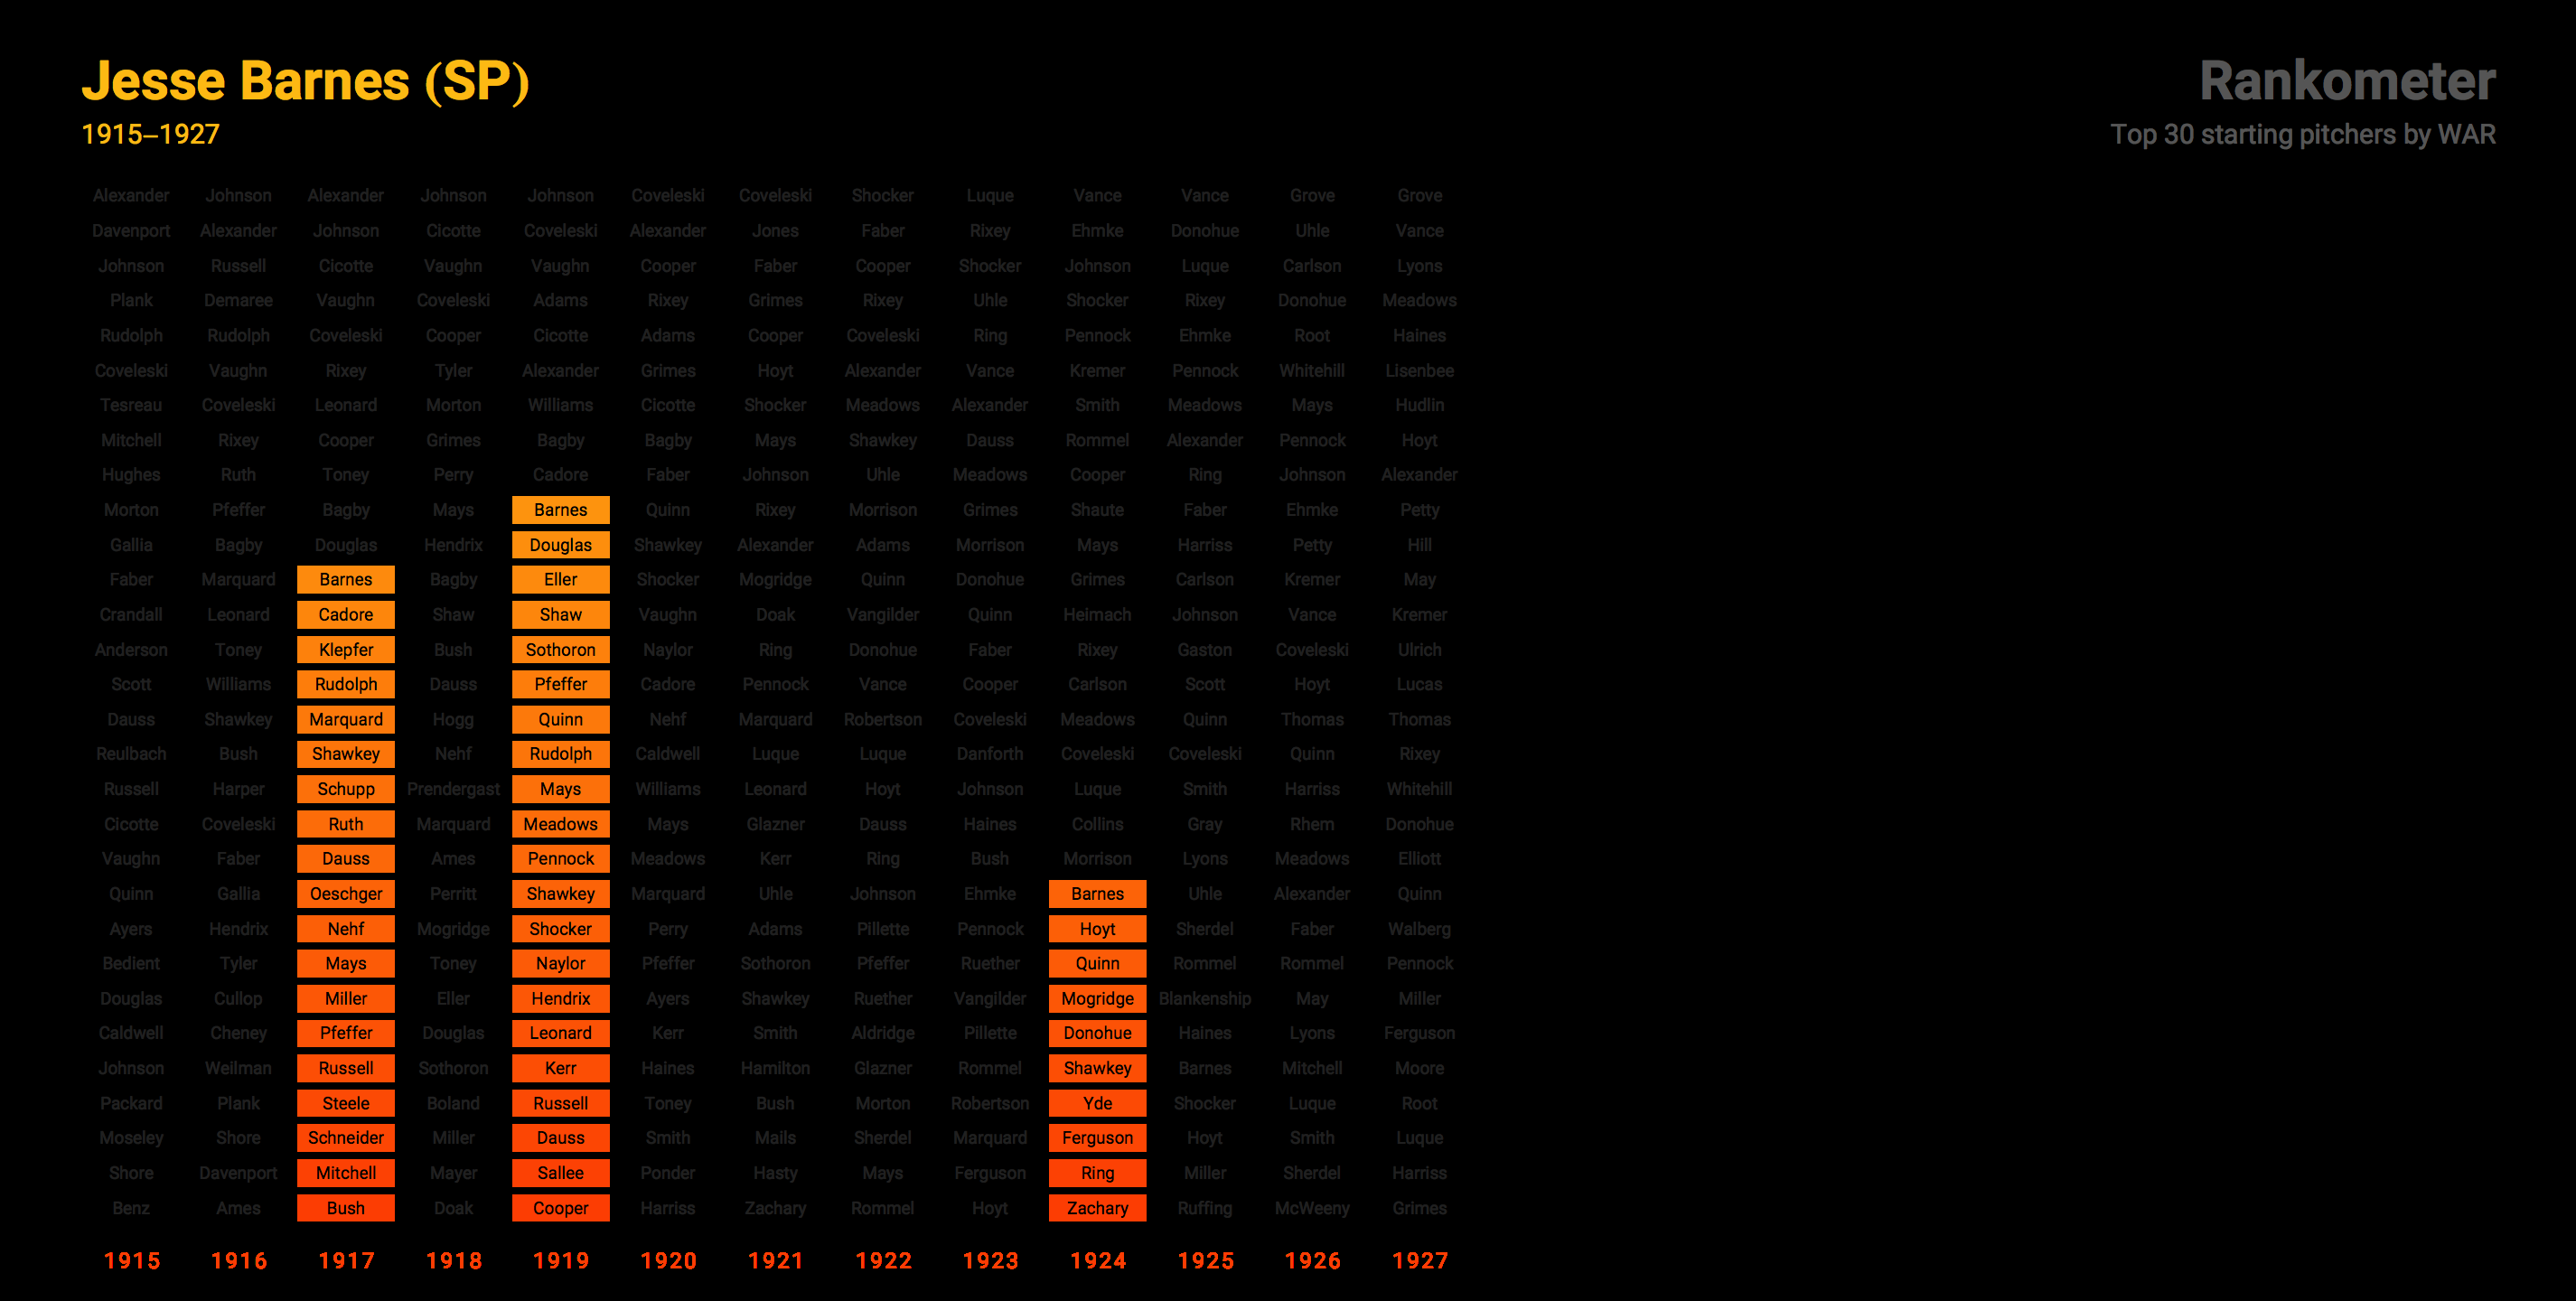 Jesse Barnes (SP)
1915–1927
Rankometer
Top 30 starting pitchers by WAR
Alexander Johnson Alexander Johnson Johnson Coveleski Coveleski Shocker Luque Vance Vance Grove Grove
Davenport Alexander Johnson Cicotte Coveleski Alexander Jones Faber Rixey Ehmke Donohue Uhle Vance
Johnson Russell Cicotte Vaughn Vaughn Cooper Faber Cooper Shocker Johnson Luque Carlson Lyons
Plank Demaree Vaughn Coveleski Adams Rixey Grimes Rixey Uhle Shocker Rixey Donohue Meadows
Rudolph Rudolph Coveleski Cooper Cicotte Adams Cooper Coveleski Ring Pennock Ehmke Root Haines
Coveleski Vaughn Rixey Tyler Alexander Grimes Hoyt Alexander Vance Kremer Pennock Whitehill Lisenbee
Tesreau Coveleski Leonard Morton Williams Cicotte Shocker Meadows Alexander Smith Meadows Mays Hudlin
Mitchell Rixey Cooper Grimes Bagby Bagby Mays Shawkey Dauss Rommel Alexander Pennock Hoyt
Hughes Ruth Toney Perry Cadore Faber Johnson Uhle Meadows Cooper Ring Johnson Alexander
Morton Pfeffer Bagby Mays Barnes Quinn Rixey Morrison Grimes Shaute Faber Ehmke Petty
Gallia Bagby Douglas Hendrix Douglas Shawkey Alexander Adams Morrison Mays Harriss Petty Hill
Faber Marquard Barnes Bagby Eller Shocker Mogridge Quinn Donohue Grimes Carlson Kremer May
Crandall Leonard Cadore Shaw Shaw Vaughn Doak Vangilder Quinn Heimach Johnson Vance Kremer
Anderson Toney Klepfer Bush Sothoron Naylor Ring Donohue Faber Rixey Gaston Coveleski Ulrich
Scott Williams Rudolph Dauss Pfeffer Cadore Pennock Vance Cooper Carlson Scott Hoyt Lucas
Dauss Shawkey Marquard Hogg Quinn Nehf Marquard Robertson Coveleski Meadows Quinn Thomas Thomas
Reulbach Bush Shawkey Nehf Rudolph Caldwell Luque Luque Danforth Coveleski Coveleski Quinn Rixey
Russell Harper Schupp Prendergast Mays Williams Leonard Hoyt Johnson Luque Smith Harriss Whitehill
Cicotte Coveleski Ruth Marquard Meadows Mays Glazner Dauss Haines Collins Gray Rhem Donohue
Vaughn Faber Dauss Ames Pennock Meadows Kerr Ring Bush Morrison Lyons Meadows Elliott
Quinn Gallia Oeschger Perritt Shawkey Marquard Uhle Johnson Ehmke Barnes Uhle Alexander Quinn
Ayers Hendrix Nehf Mogridge Shocker Perry Adams Pillette Pennock Hoyt Sherdel Faber Walberg
Bedient Tyler Mays Toney Naylor Pfeffer Sothoron Pfeffer Ruether Quinn Rommel Rommel Pennock
Douglas Cullop Miller Eller Hendrix Ayers Shawkey Ruether Vangilder Mogridge Blankenship May Miller
Caldwell Cheney Pfeffer Douglas Leonard Kerr Smith Aldridge Pillette Donohue Haines Lyons Ferguson
Johnson Weilman Russell Sothoron Kerr Haines Hamilton Glazner Rommel Shawkey Barnes Mitchell Moore
Packard Plank Steele Boland Russell Toney Bush Morton Robertson Yde Shocker Luque Root
Moseley Shore Schneider Miller Dauss Smith Mails Sherdel Marquard Ferguson Hoyt Smith Luque
Shore Davenport Mitchell Mayer Sallee Ponder Hasty Mays Ferguson Ring Miller Sherdel Harriss
Benz Ames Bush Doak Cooper Harriss Zachary Rommel Hoyt Zachary Ruffing McWeeny Grimes
1915 1916 1917 1918 1919 1920 1921 1922 1923 1924 1925 1926 1927